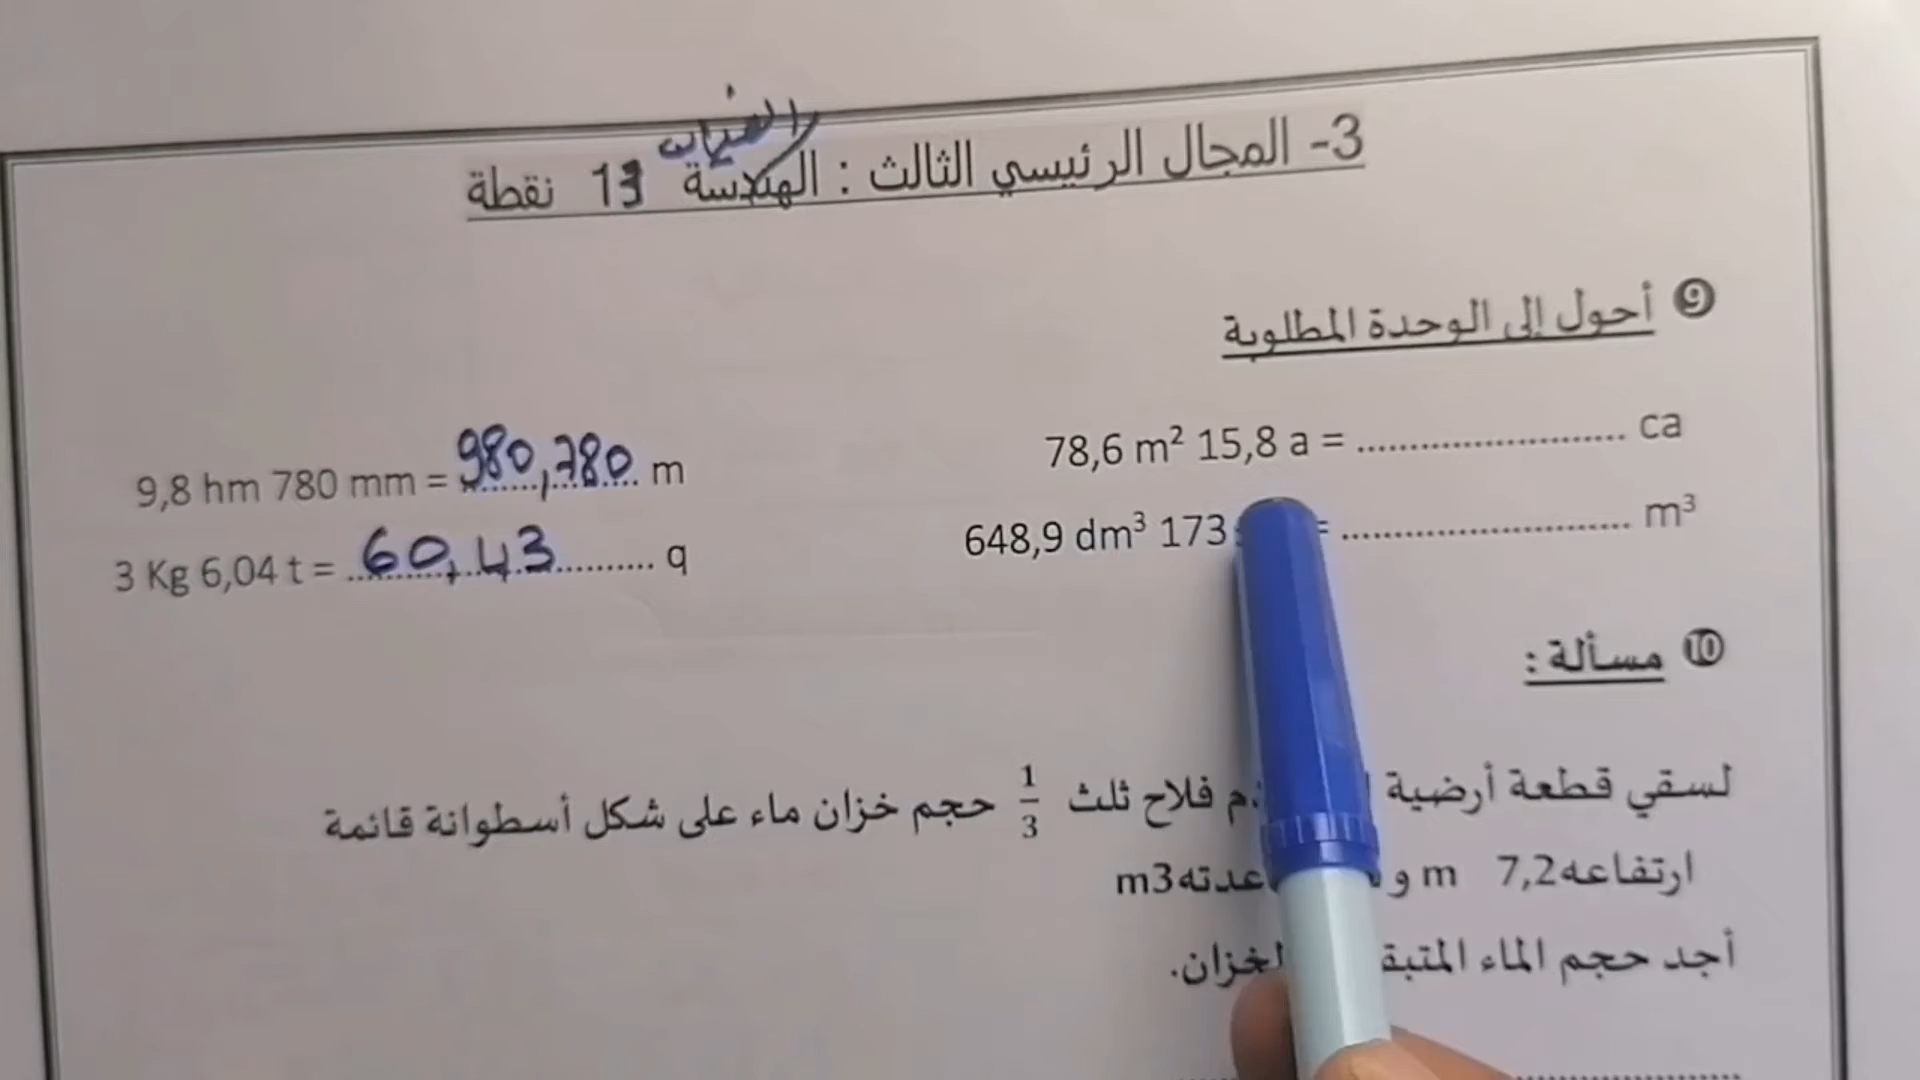 3- المجال الرئيسي الثالث : الهندسة 13 نقطة
❾ أحول إلى الوحدة المطلوبة
78,6 m² 15,8 a = ........................... ca
9,8 hm 780 mm = 980,780 m
648,9 dm³ 173 = ............................. m³
3 Kg 6,04 t = 60,43 q
❿ مسألة :
لسقي قطعة أرضية فلاح ثلث 1/3 حجم خزان ماء على شكل أسطوانة قائمة
ارتفاعه 7,2 m و m3
أجد حجم الماء